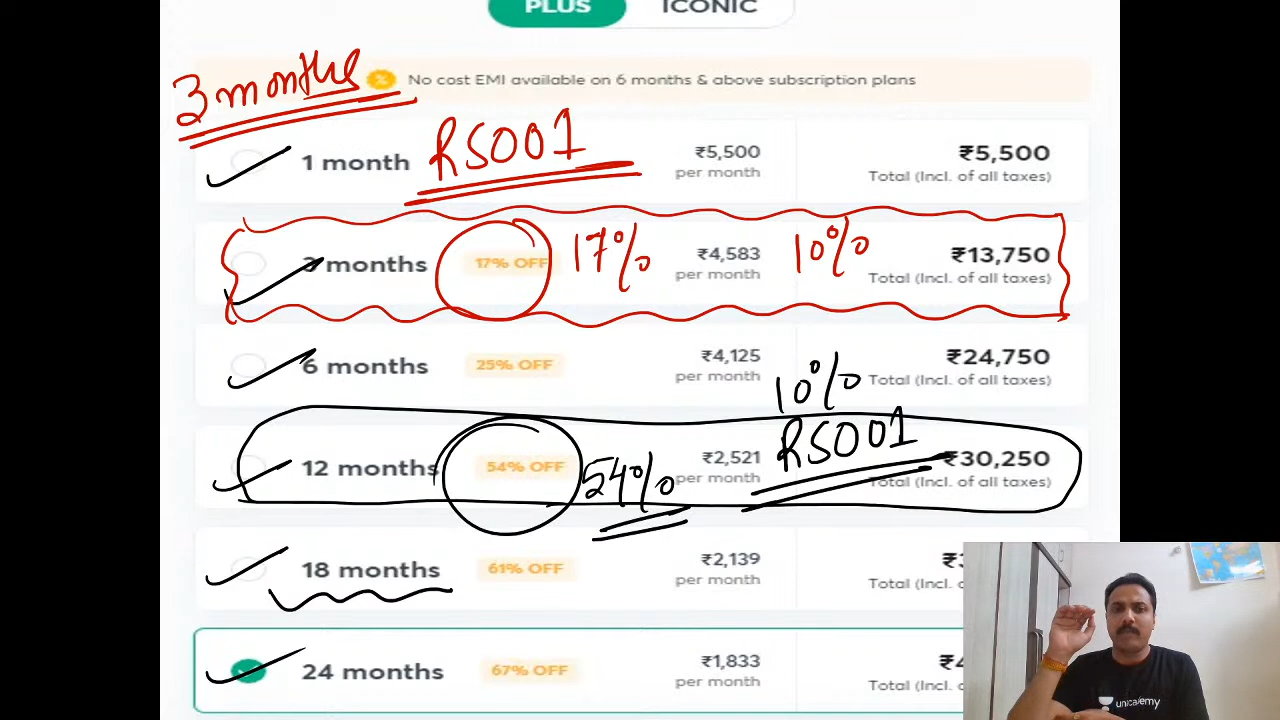 PLUS ICONIC
3 months
% No cost EMI available on 6 months & above subscription plans
RS001
1 month ₹5,500 ₹5,500
per month Total (Incl. of all taxes)
17% 10%
months 17% OFF ₹4,583 ₹13,750
per month Total (Incl. of all taxes)
6 months 25% OFF ₹4,125 ₹24,750
per month Total (Incl. of all taxes)
10%
RS001
12 months 54% OFF 54% ₹2,521 ₹30,250
per month Total (Incl. of all taxes)
18 months 61% OFF ₹2,139
per month Total (Incl. of
24 months 67% OFF ₹1,833
per month Total (Incl. of
unacademy